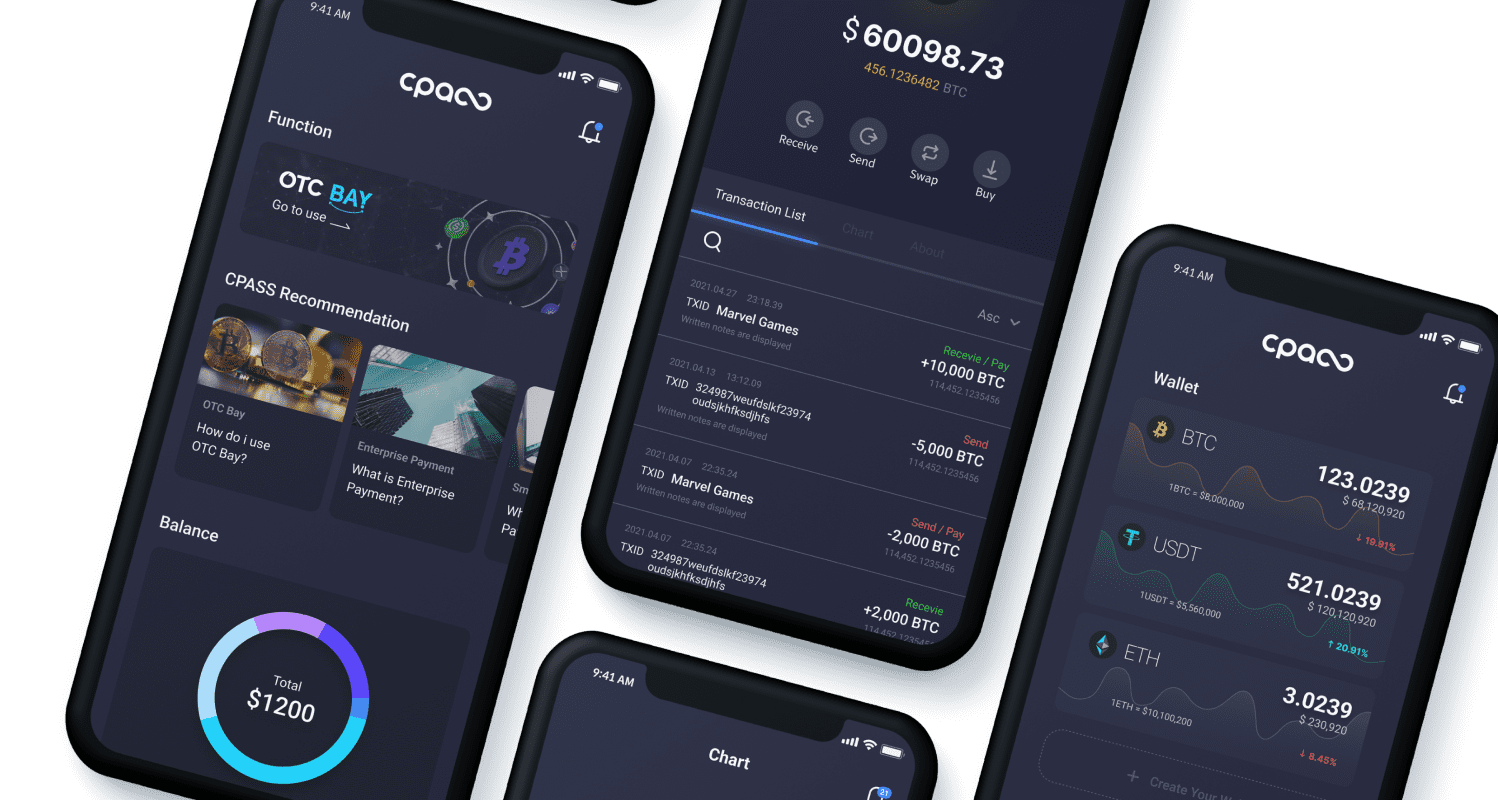 9:41 AM
cpass
Function
OTC BAY
Go to use
CPASS Recommendation
OTC Bay
How do i use
OTC Bay?
Enterprise Payment
What is Enterprise
Payment?
Sm
Wh
Pa
Balance
Total
$1200
$ 60098.73
456.1236482 BTC
Receive
Send
Swap
Buy
Transaction List
Chart
About
Asc
2021.04.27 23.18.39
TXID Marvel Games
Written notes are displayed
Recevie / Pay
+10,000 BTC
114,452.1235456
2021.04.13 13.12.09
TXID 324987weufdslkf23974
oudsjkhfksdjhfs
Written notes are displayed
Send
-5,000 BTC
114,452.1235456
2021.04.07 22:35.24
TXID Marvel Games
Written notes are displayed
Send / Pay
-2,000 BTC
114,452.1235456
2021.04.07 22:35.24
TXID 324987weufdslkf23974
oudsjkhfksdjhfs
Recevie
+2,000 BTC
114,452.1235456
9:41 AM
Chart
21
9:41 AM
cpass
Wallet
BTC
123.0239
$ 68,120,920
1BTC = $8,000,000
↓ 19.91%
USDT
521.0239
$ 120,120,920
1USDT = $5,560,000
↑ 20.91%
ETH
3.0239
$ 230,920
1ETH = $10,100,200
↓ 8.45%
+ Create Your W